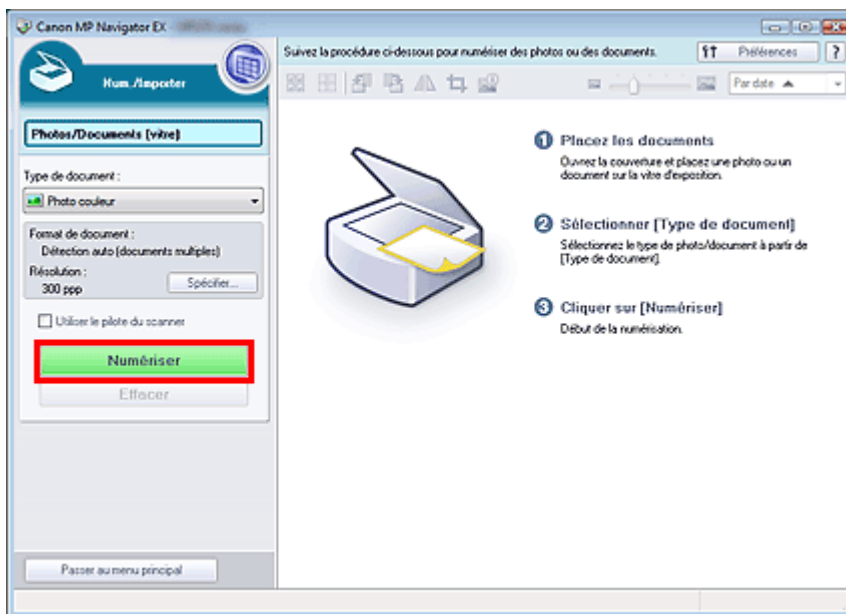 Canon MP Navigator EX -
Num./Importer
Suivez la procédure ci-dessous pour numériser des photos ou des documents.
Préférences
?
Par date
Photos/Documents (vitre)
Type de document :
Photo couleur
Format de document :
Détection auto (documents multiples)
Résolution :
300 ppp
Spécifier...
Utiliser le pilote du scanner
Numériser
Effacer
1 Placez les documents
Ouvrez la couverture et placez une photo ou un
document sur la vitre d'exposition.
2 Sélectionner [Type de document]
Sélectionnez le type de photo/document à partir de
[Type de document].
3 Cliquer sur [Numériser]
Début de la numérisation.
Passer au menu principal